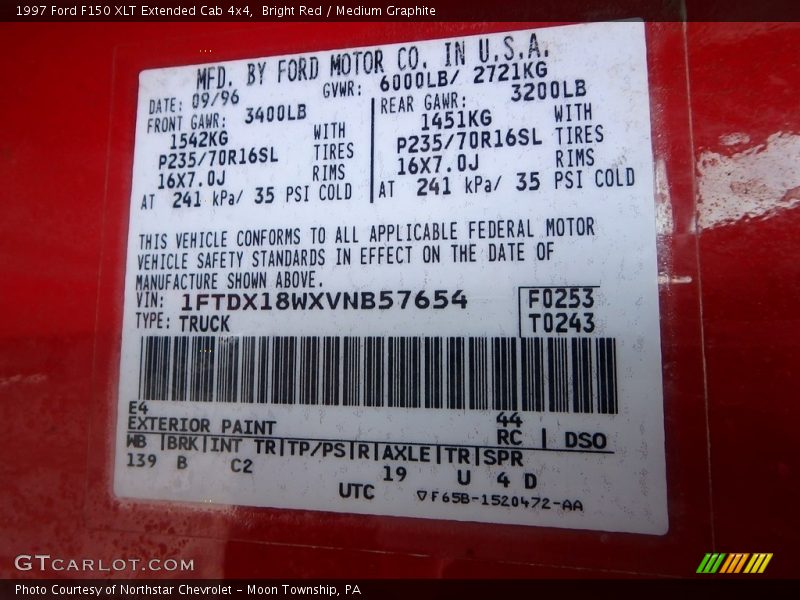 1997 Ford F150 XLT Extended Cab 4x4,  Bright Red / Medium Graphite
MFD. BY FORD MOTOR CO. IN U.S.A.
DATE: 09/96
GVWR: 6000LB/ 2721KG
FRONT GAWR: 3400LB
1542KG WITH
P235/70R16SL TIRES
16X7.0J RIMS
AT 241 kPa/ 35 PSI COLD
REAR GAWR: 3200LB
1451KG WITH
P235/70R16SL TIRES
16X7.0J RIMS
AT 241 kPa/ 35 PSI COLD
THIS VEHICLE CONFORMS TO ALL APPLICABLE FEDERAL MOTOR
VEHICLE SAFETY STANDARDS IN EFFECT ON THE DATE OF
MANUFACTURE SHOWN ABOVE.
VIN: 1FTDX18WXVNB57654
TYPE: TRUCK
F0253
T0243
E4 44
EXTERIOR PAINT RC | DSO
WB |BRK|INT TR|TP/PS|R|AXLE|TR|SPR
139 B C2 19 U 4 D
UTC ▽F65B-1520472-AA
GTCARLOT.COM
Photo Courtesy of Northstar Chevrolet - Moon Township, PA